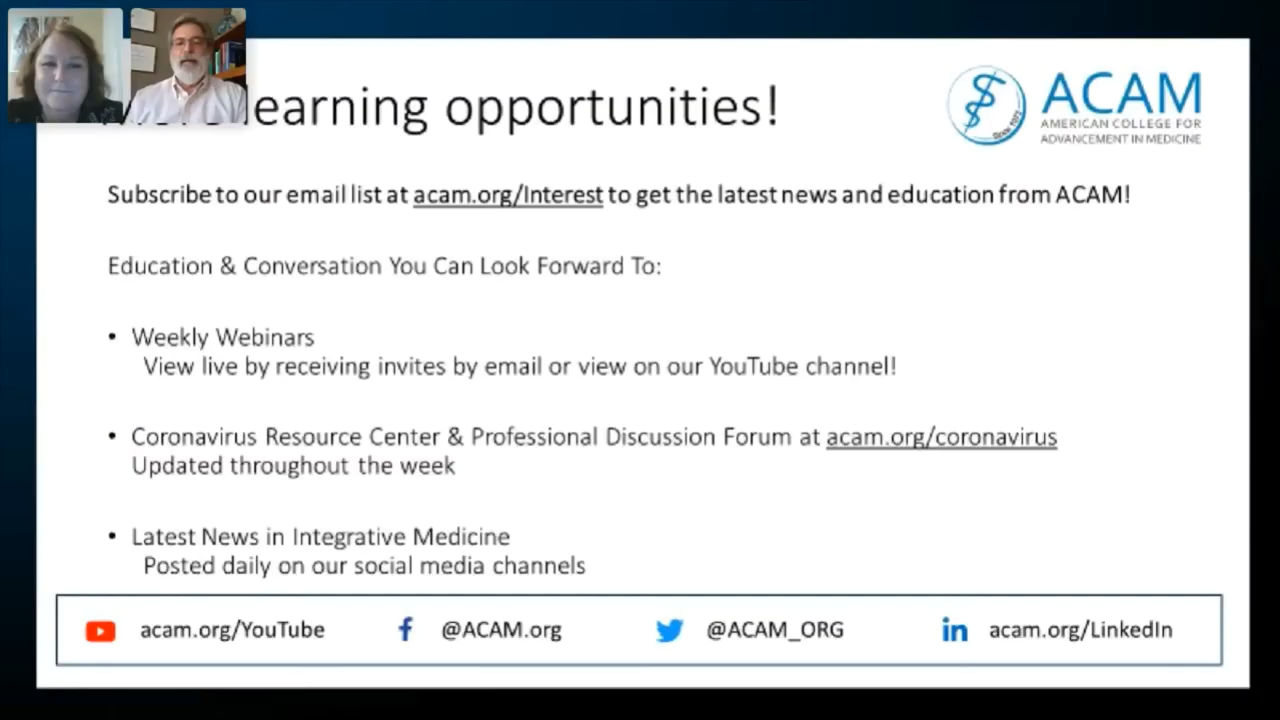 learning opportunities!
ACAM
AMERICAN COLLEGE FOR
ADVANCEMENT IN MEDICINE
Subscribe to our email list at acam.org/Interest to get the latest news and education from ACAM!
Education & Conversation You Can Look Forward To:
• Weekly Webinars
View live by receiving invites by email or view on our YouTube channel!
• Coronavirus Resource Center & Professional Discussion Forum at acam.org/coronavirus
Updated throughout the week
• Latest News in Integrative Medicine
Posted daily on our social media channels
acam.org/YouTube
@ACAM.org
@ACAM_ORG
acam.org/LinkedIn